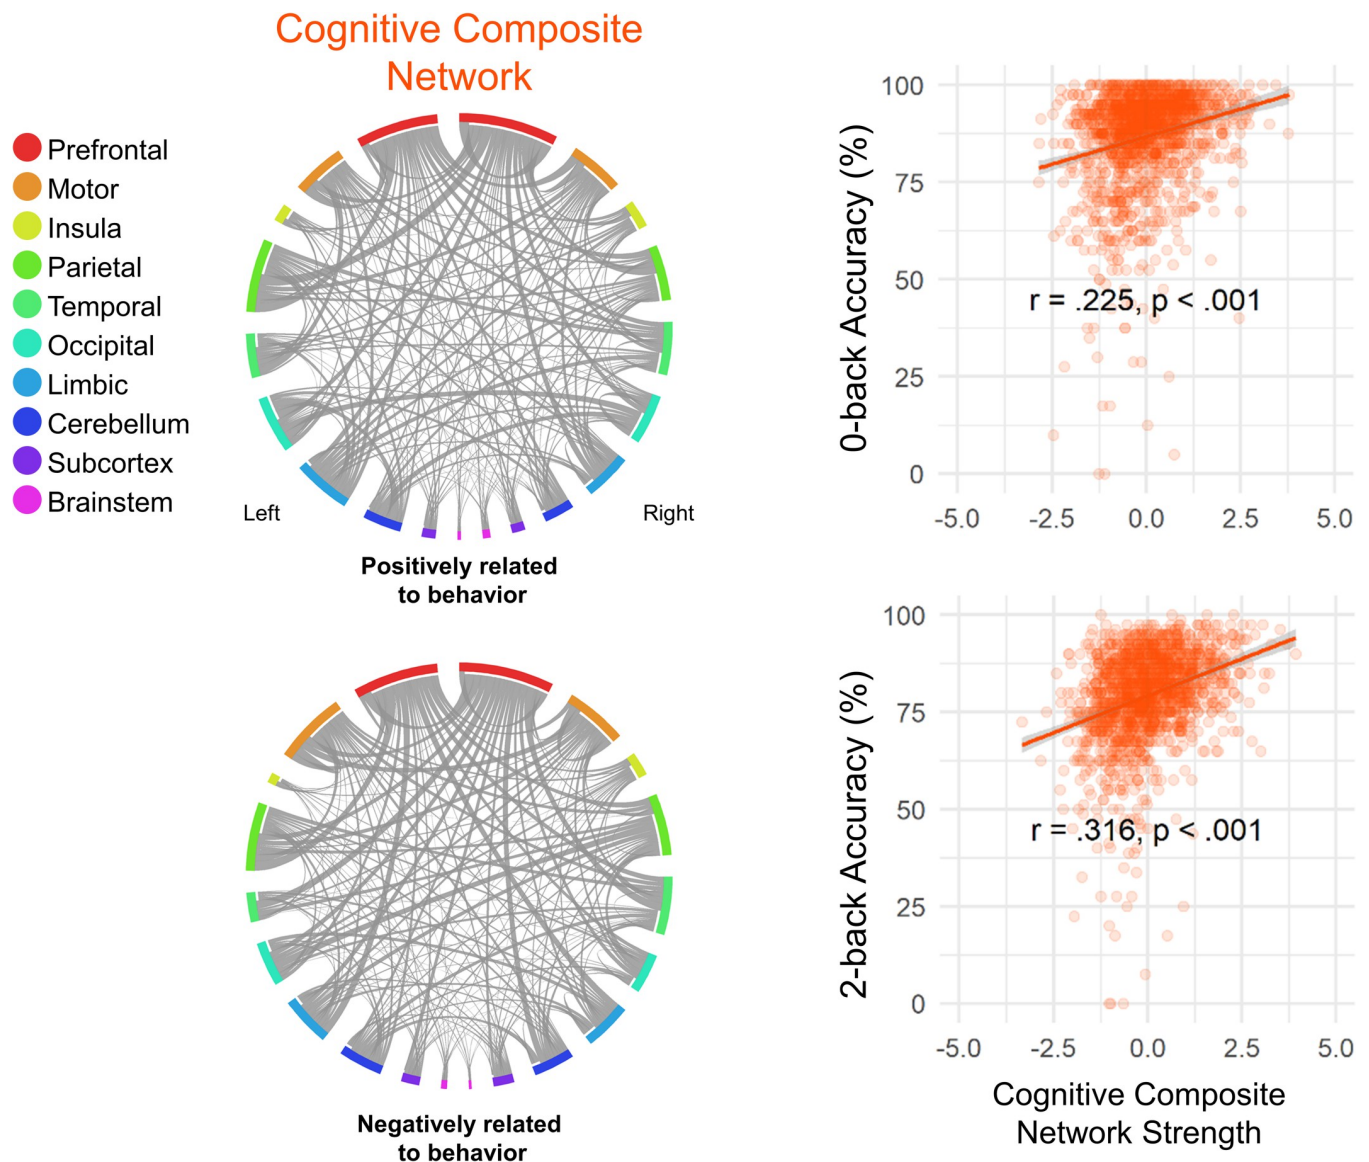 Cognitive Composite
Network
Prefrontal
Motor
Insula
Parietal
Temporal
Occipital
Limbic
Cerebellum
Subcortex
Brainstem
Left
Right
Positively related
to behavior
Negatively related
to behavior
0-back Accuracy (%)
100
75
50
25
0
r = .225, p < .001
-5.0
-2.5
0.0
2.5
5.0
2-back Accuracy (%)
100
75
50
25
0
r = .316, p < .001
-5.0
-2.5
0.0
2.5
5.0
Cognitive Composite
Network Strength